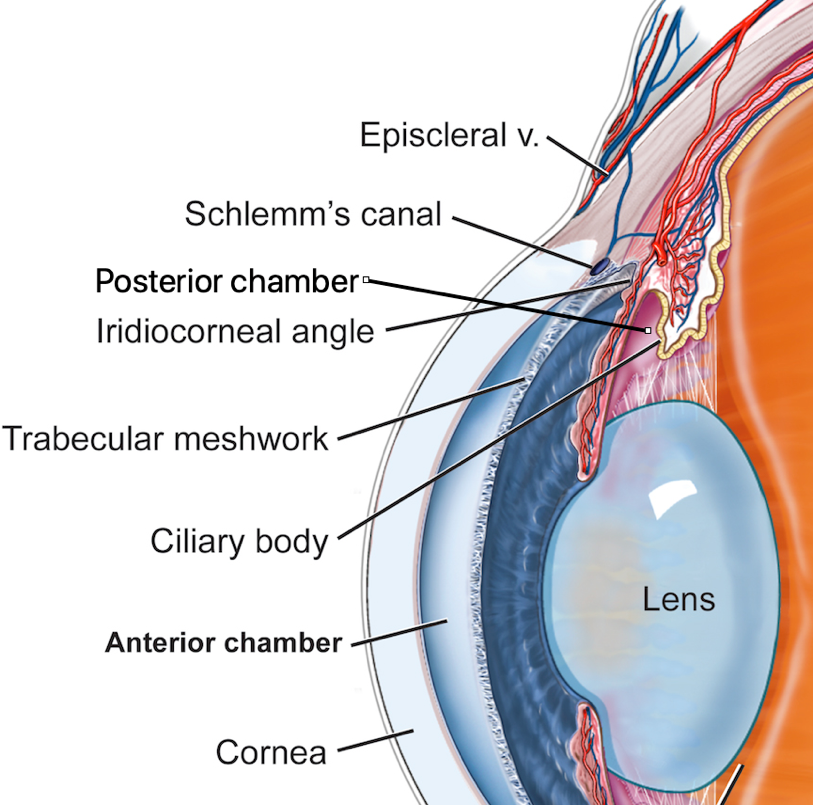 Episcleral v.
Schlemm’s canal
Posterior chamber
Iridiocorneal angle
Trabecular meshwork
Ciliary body
Lens
Anterior chamber
Cornea